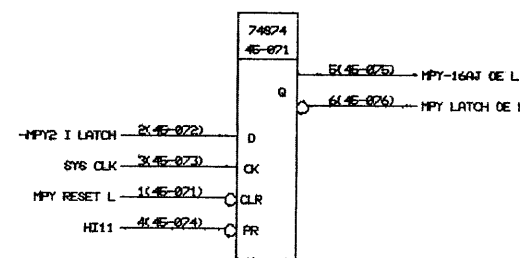 74S74
45-071
5(45-075) MPY-16AJ OE L
Q
6(45-076) MPY LATCH OE
-MPY2 I LATCH 2(45-072) D
SYS CLK 3(45-073) CK
MPY RESET L 1(45-071) CLR
HI11 4(45-074) PR